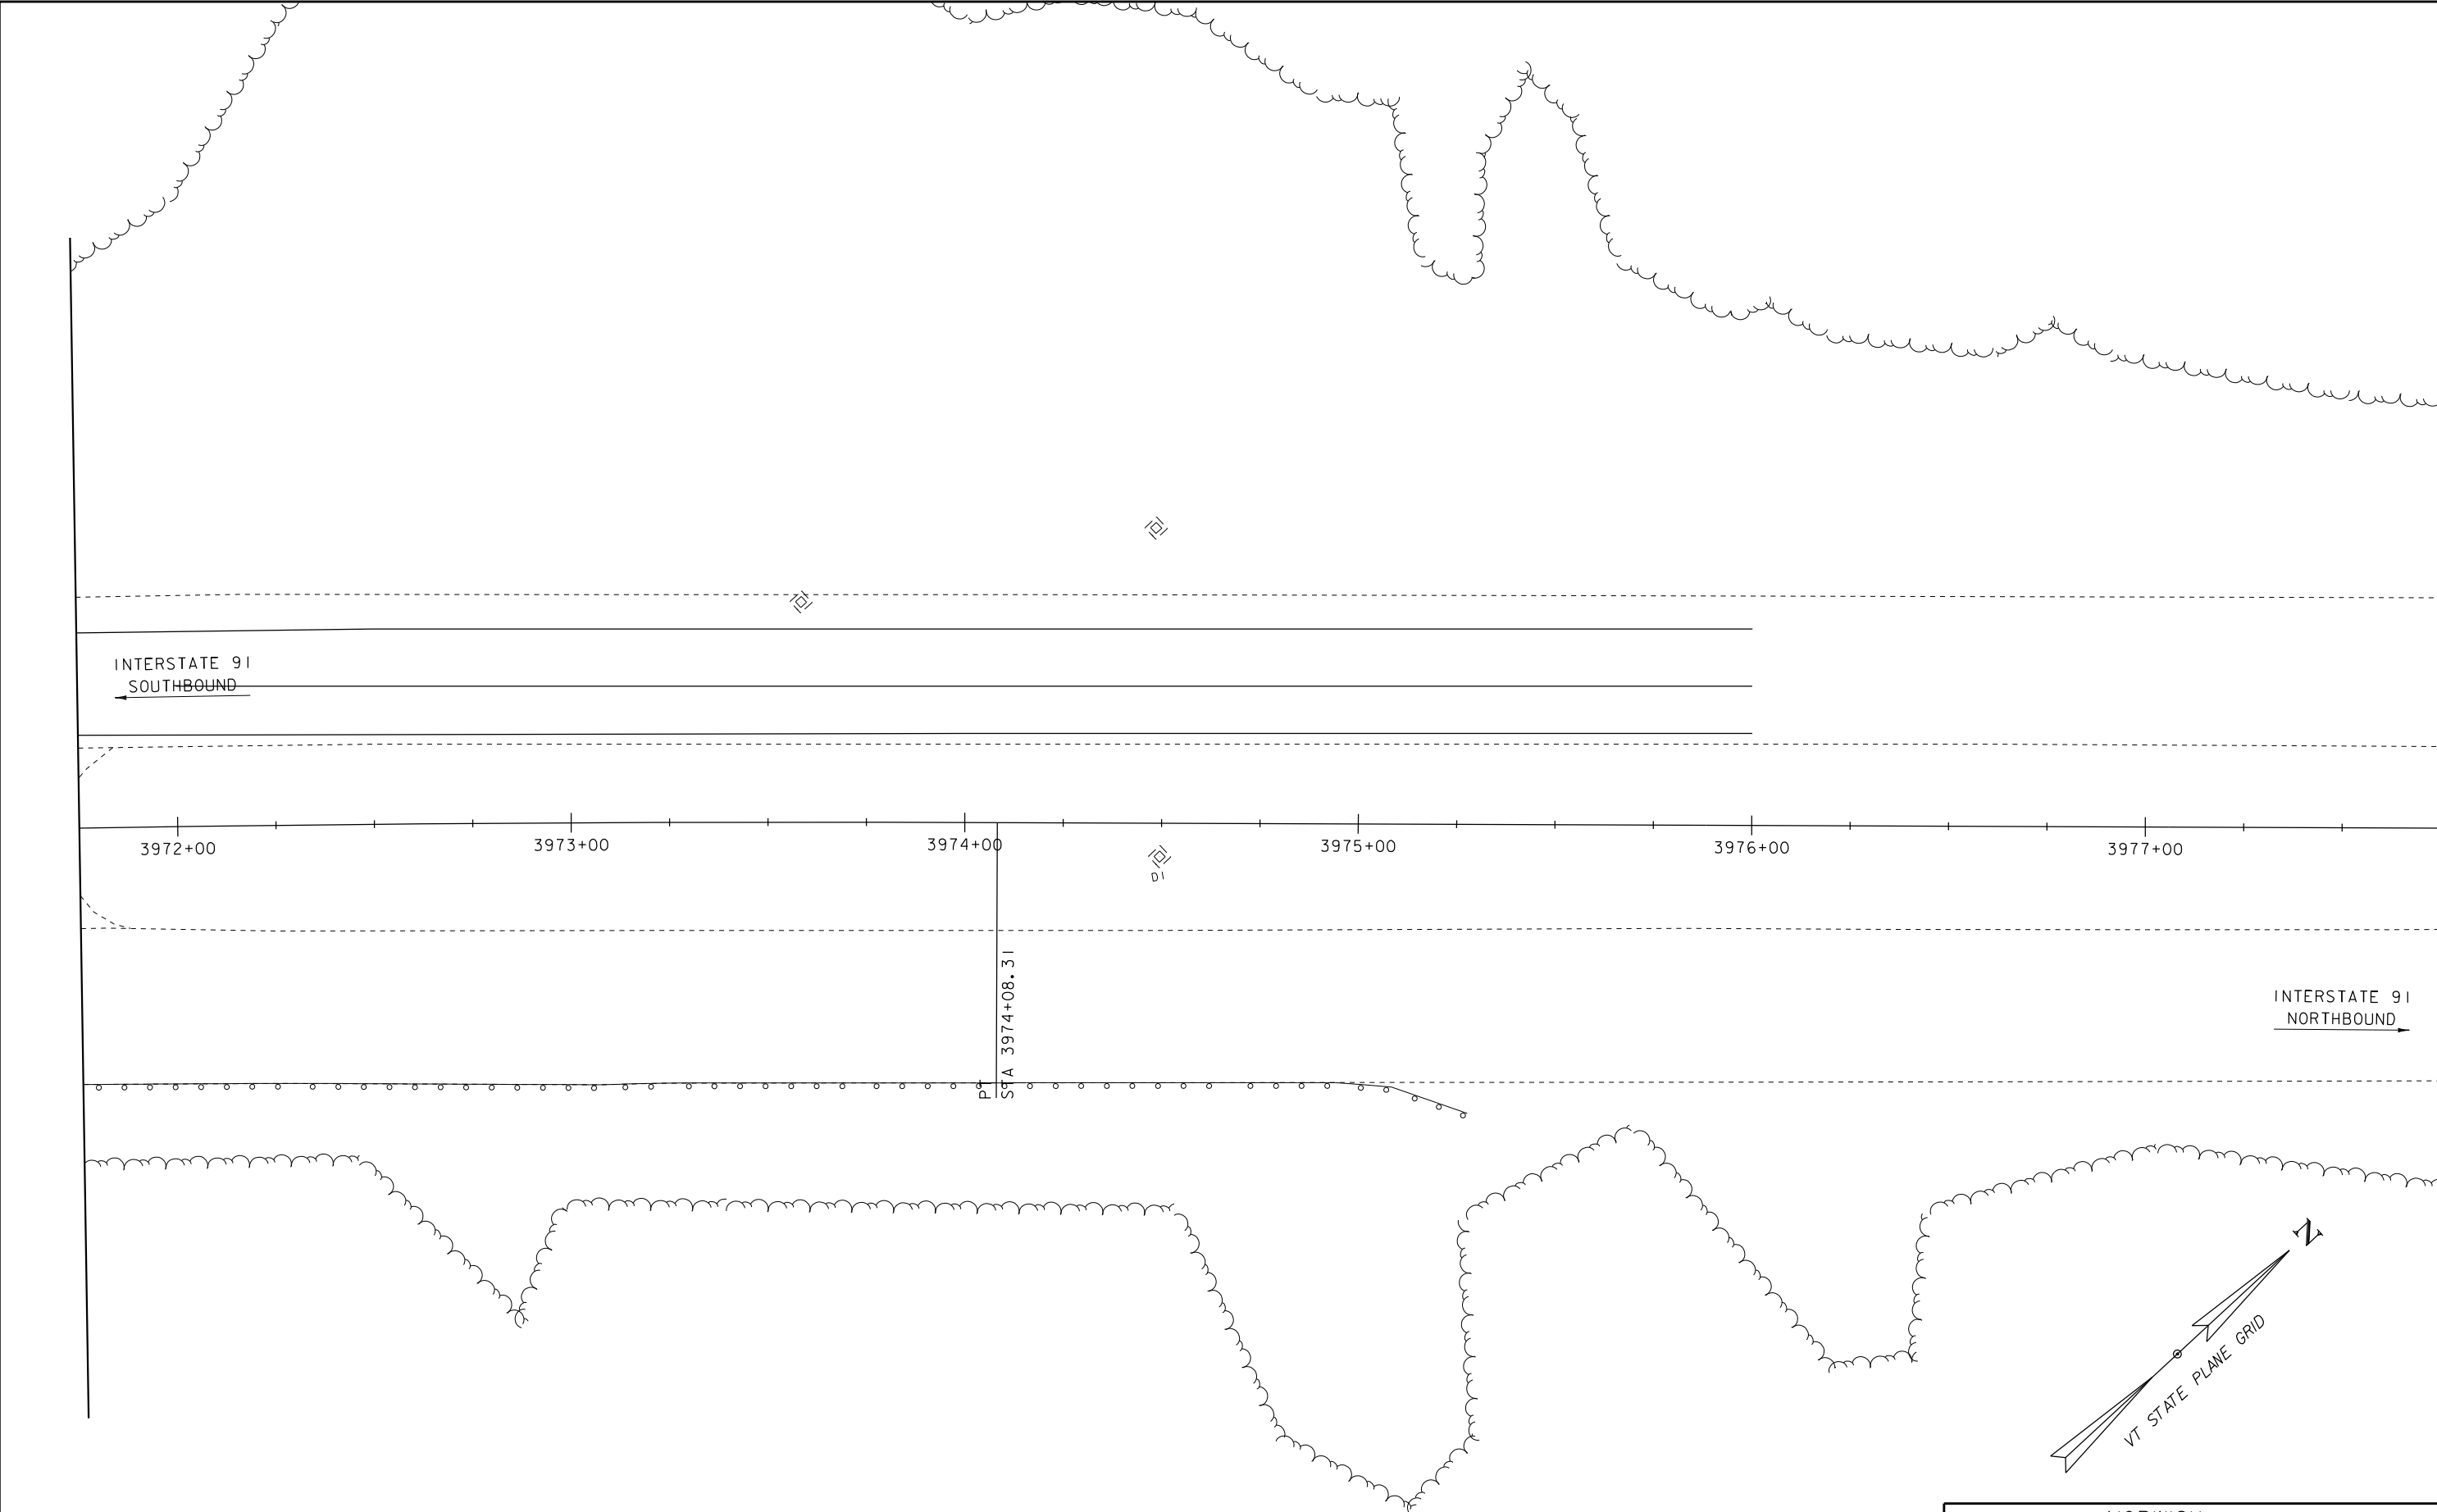 INTERSTATE 91
SOUTHBOUND
3972+00
3973+00
3974+00
3975+00
3976+00
3977+00
DI
PT
STA 3974+08.31
INTERSTATE 91
NORTHBOUND
N
VT STATE PLANE GRID